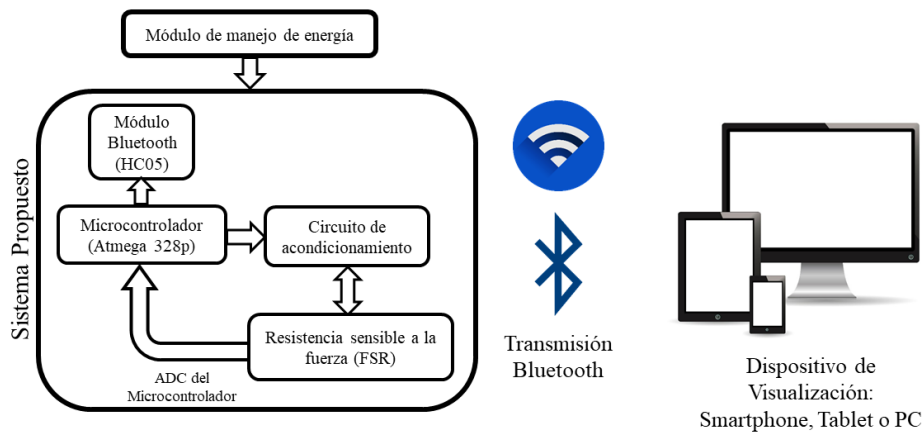 Módulo de manejo de energía
Sistema Propuesto
Módulo
Bluetooth
(HC05)
Microcontrolador
(Atmega 328p)
Circuito de
acondicionamiento
Resistencia sensible a la
fuerza (FSR)
ADC del
Microcontrolador
Transmisión
Bluetooth
Dispositivo de
Visualización:
Smartphone, Tablet o PC